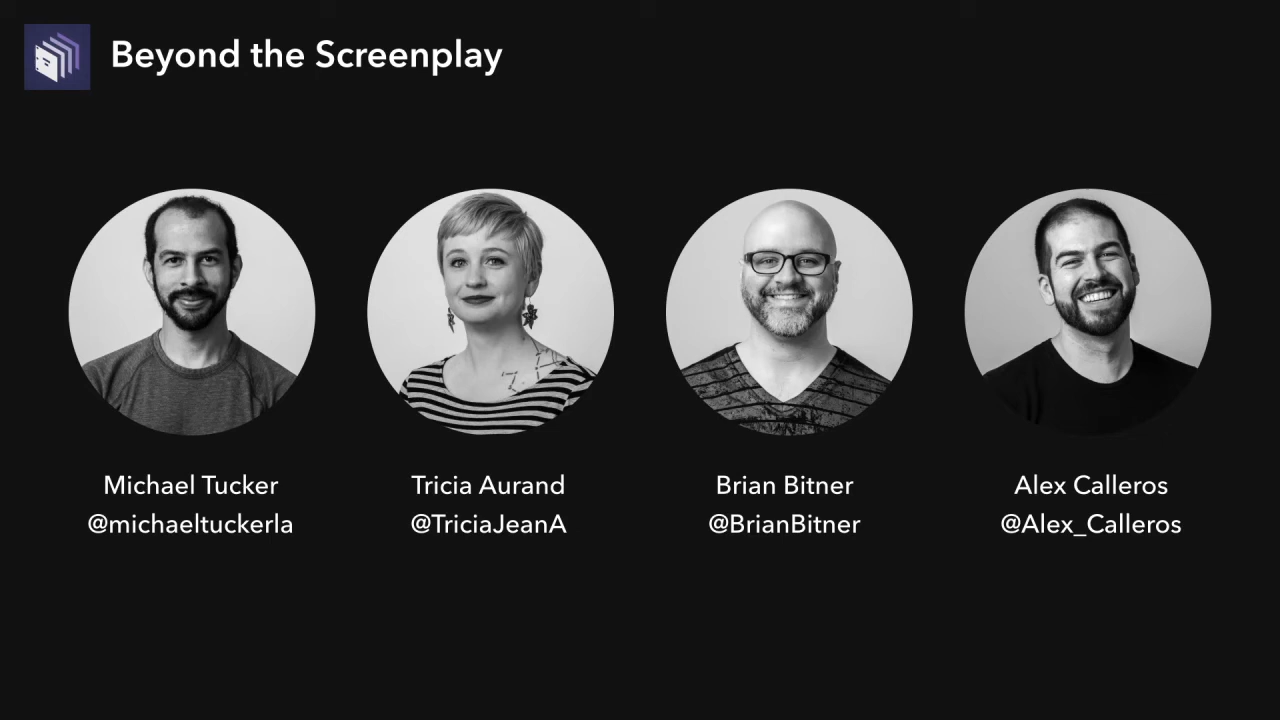 Beyond the Screenplay
Michael Tucker
@michaeltuckerla
Tricia Aurand
@TriciaJeanA
Brian Bitner
@BrianBitner
Alex Calleros
@Alex_Calleros